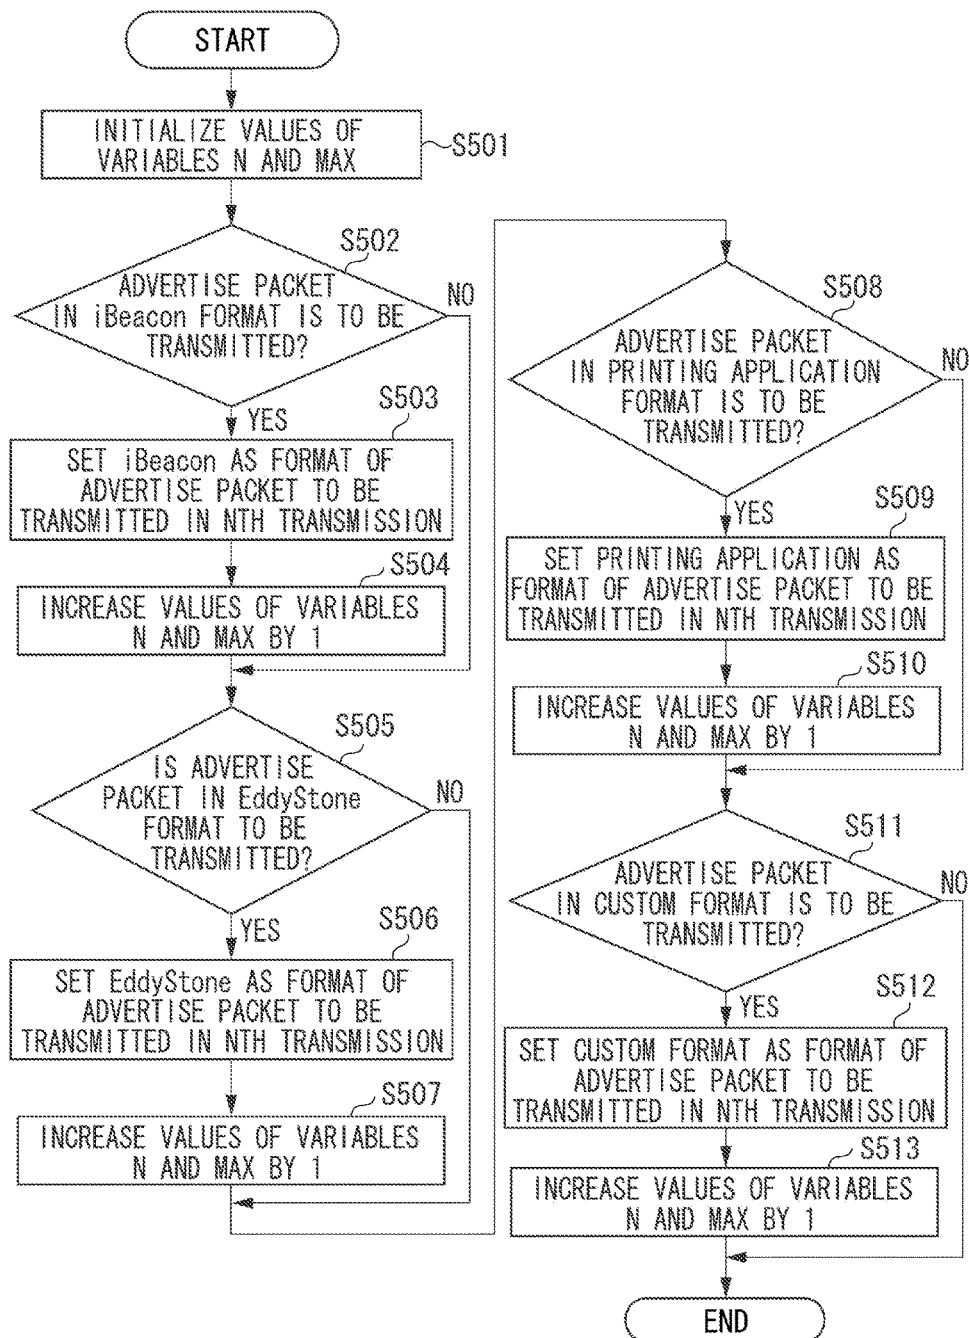 START
INITIALIZE VALUES OF
VARIABLES N AND MAX
S501
S502
ADVERTISE PACKET
IN iBeacon FORMAT IS TO BE
TRANSMITTED?
NO
YES
S503
SET iBeacon AS FORMAT OF
ADVERTISE PACKET TO BE
TRANSMITTED IN NTH TRANSMISSION
S504
INCREASE VALUES OF VARIABLES
N AND MAX BY 1
S505
IS ADVERTISE
PACKET IN EddyStone
FORMAT TO BE
TRANSMITTED?
NO
YES
S506
SET EddyStone AS FORMAT OF
ADVERTISE PACKET TO BE
TRANSMITTED IN NTH TRANSMISSION
S507
INCREASE VALUES OF VARIABLES
N AND MAX BY 1
S508
ADVERTISE PACKET
IN PRINTING APPLICATION
FORMAT IS TO BE
TRANSMITTED?
NO
YES
S509
SET PRINTING APPLICATION AS
FORMAT OF ADVERTISE PACKET TO BE
TRANSMITTED IN NTH TRANSMISSION
S510
INCREASE VALUES OF VARIABLES
N AND MAX BY 1
S511
ADVERTISE PACKET
IN CUSTOM FORMAT IS TO BE
TRANSMITTED?
NO
YES
S512
SET CUSTOM FORMAT AS FORMAT OF
ADVERTISE PACKET TO BE
TRANSMITTED IN NTH TRANSMISSION
S513
INCREASE VALUES OF VARIABLES
N AND MAX BY 1
END